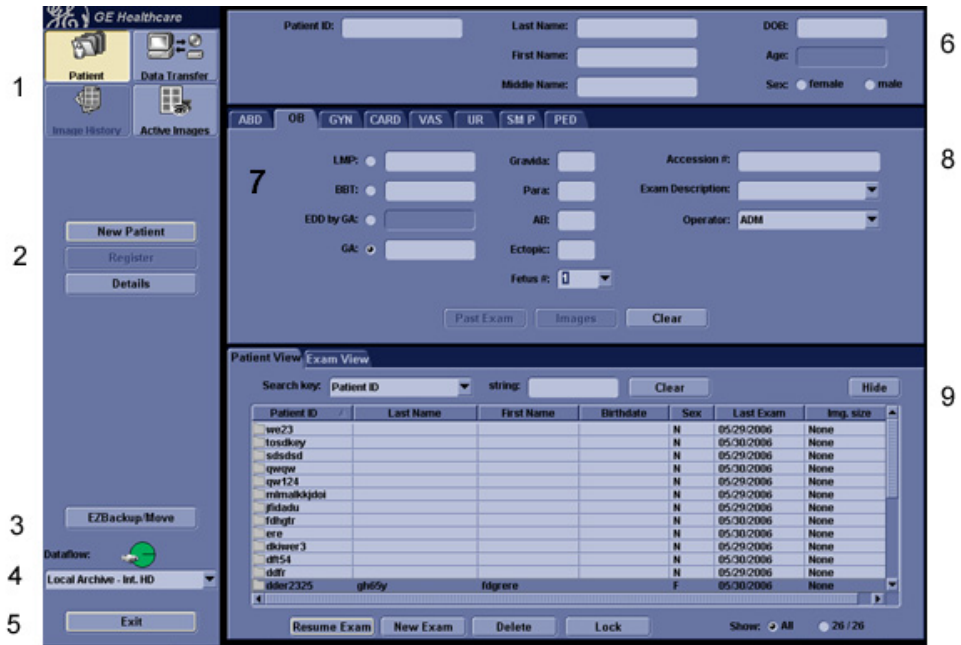 GE Healthcare
Patient
Data Transfer
Image History
Active Images
1
New Patient
Register
Details
2
EZBackup/Move
3
Dataflow:
Local Archive - Int. HD
4
Exit
5
Patient ID:
Last Name:
DOB:
First Name:
Age:
Middle Name:
Sex: female male
6
ABD OB GYN CARD VAS UR SM P PED
7
LMP:
Gravida:
Accession #:
BBT:
Para:
Exam Description:
EDD by GA:
AB:
Operator: ADM
GA:
Ectopic:
Fetus #: 1
8
Past Exam Images Clear
Patient View Exam View
Search key: Patient ID string: Clear Hide
9
Patient ID / Last Name First Name Birthdate Sex Last Exam Img. size
we23 N 05/29/2006 None
tosdkey N 05/30/2006 None
sdsdsd N 05/29/2006 None
qwqw N 05/30/2006 None
qw124 N 05/29/2006 None
mlmalkkjdoi N 05/29/2006 None
jfidadu N 05/29/2006 None
fdhgtr N 05/30/2006 None
ere N 05/30/2006 None
dkiwer3 N 05/29/2006 None
dft54 N 05/30/2006 None
ddfr N 05/29/2006 None
dder2325 gh65y fdgrere F 05/30/2006 None
Resume Exam New Exam Delete Lock Show: All 26 / 26